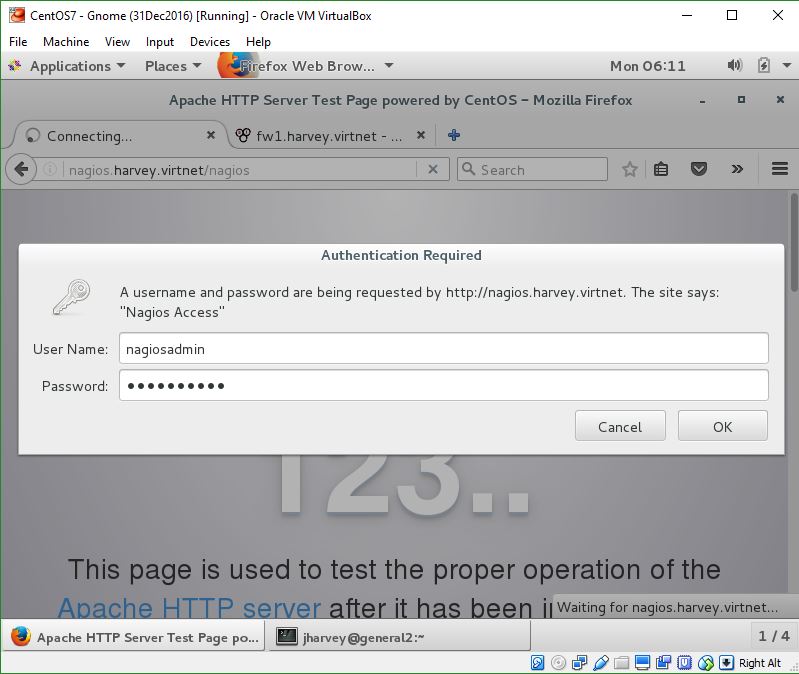 CentOS7 - Gnome (31Dec2016) [Running] - Oracle VM VirtualBox
File Machine View Input Devices Help
Applications Places Firefox Web Brow... Mon 06:11
Apache HTTP Server Test Page powered by CentOS – Mozilla Firefox
Connecting... fw1.harvey.virtnet - ...
nagios.harvey.virtnet/nagios Search
Authentication Required
A username and password are being requested by http://nagios.harvey.virtnet. The site says:
"Nagios Access"
User Name: nagiosadmin
Password: ●●●●●●●●●●
Cancel OK
123..
This page is used to test the proper operation of the
Apache HTTP server after it has been
Waiting for nagios.harvey.virtnet...
Apache HTTP Server Test Page po... jharvey@general2:~ 1 / 4
Right Alt